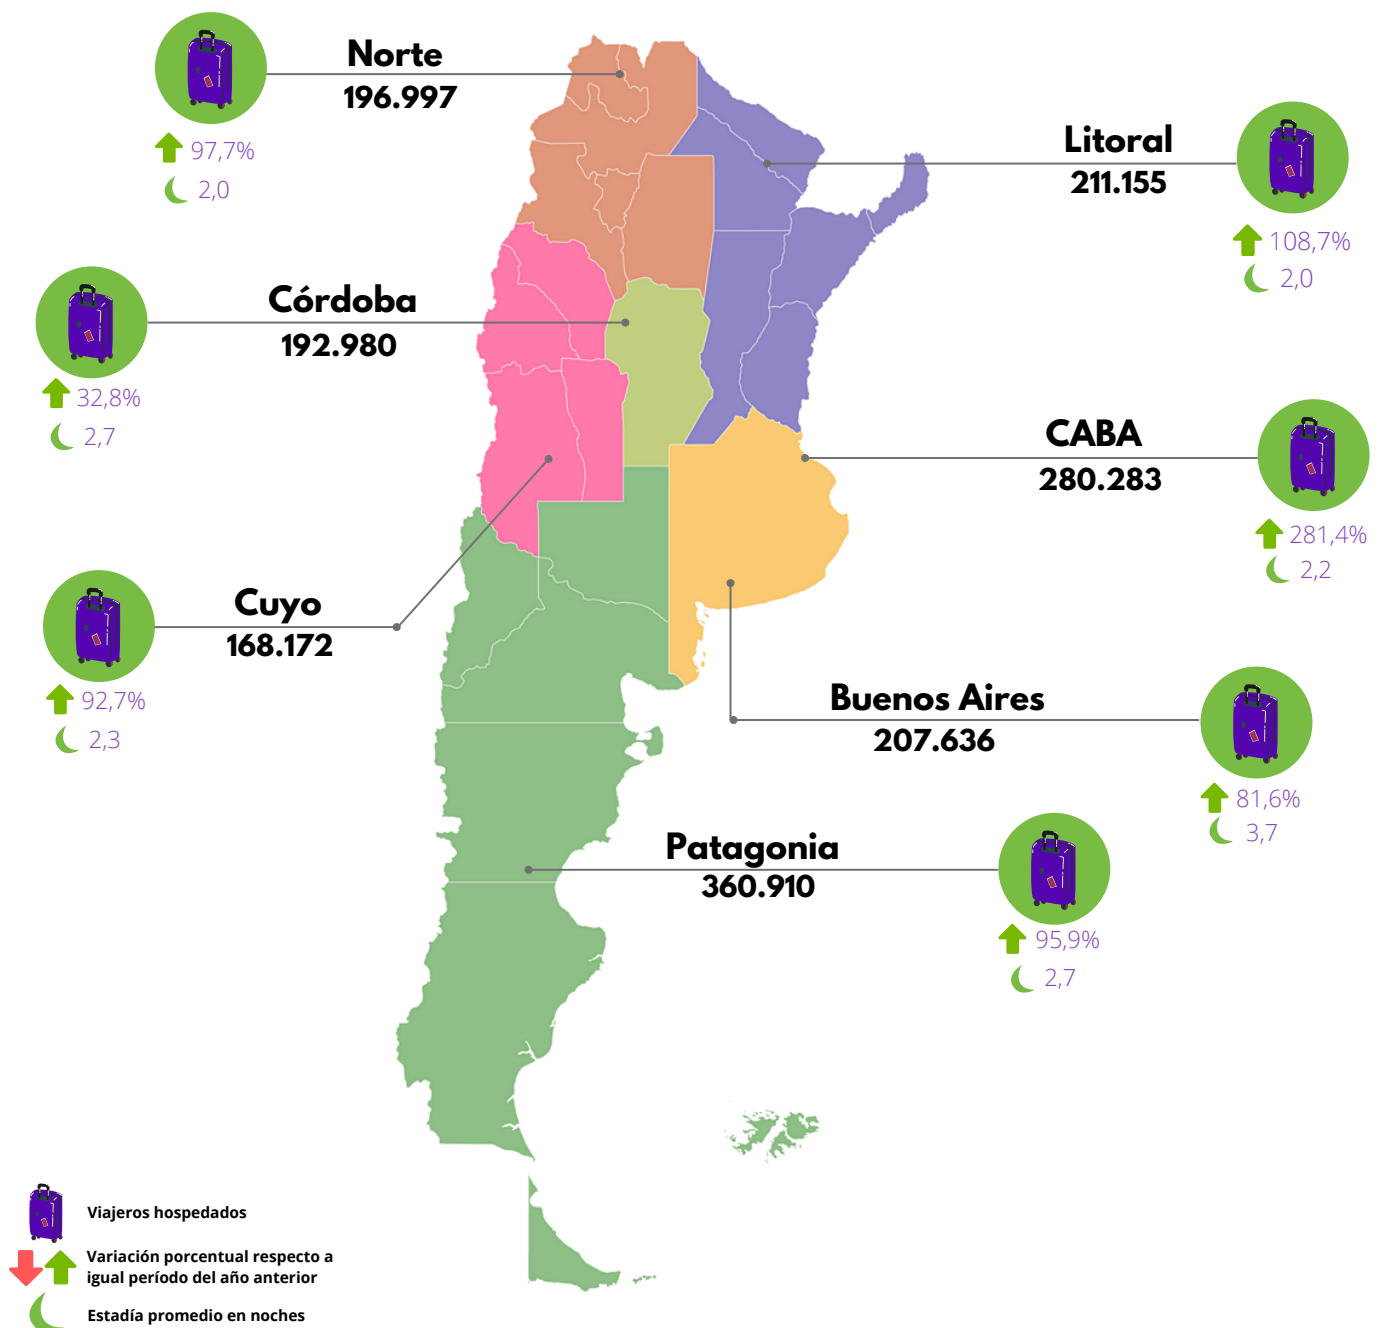 Norte
196.997
97,7%
2,0
Litoral
211.155
108,7%
2,0
Córdoba
192.980
32,8%
2,7
CABA
280.283
281,4%
2,2
Cuyo
168.172
92,7%
2,3
Buenos Aires
207.636
81,6%
3,7
Patagonia
360.910
95,9%
2,7
Viajeros hospedados
Variación porcentual respecto a
igual período del año anterior
Estadía promedio en noches